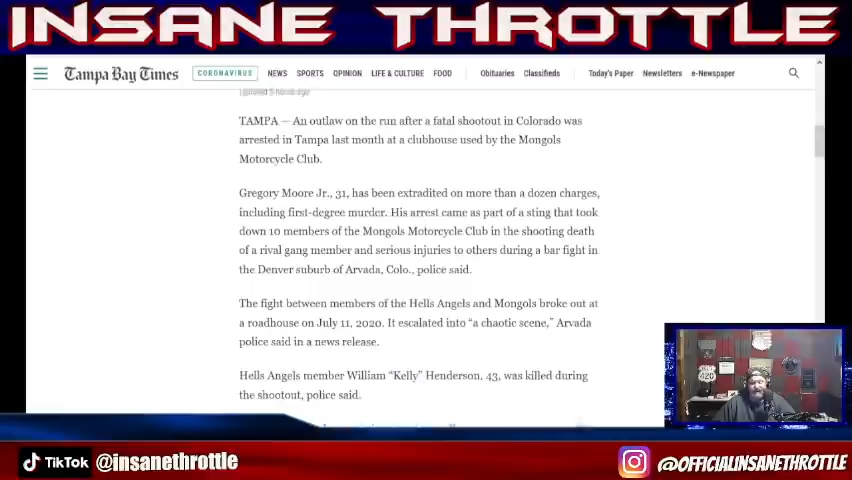 INSANE THROTTLE
Tampa Bay Times
CORONAVIRUS
NEWS SPORTS OPINION LIFE & CULTURE FOOD
Obituaries Classifieds
Today's Paper Newsletters e-Newspaper
Updated 5 hours ago
TAMPA — An outlaw on the run after a fatal shootout in Colorado was
arrested in Tampa last month at a clubhouse used by the Mongols
Motorcycle Club.
Gregory Moore Jr., 31, has been extradited on more than a dozen charges,
including first-degree murder. His arrest came as part of a sting that took
down 10 members of the Mongols Motorcycle Club in the shooting death
of a rival gang member and serious injuries to others during a bar fight in
the Denver suburb of Arvada, Colo., police said.
The fight between members of the Hells Angels and Mongols broke out at
a roadhouse on July 11, 2020. It escalated into “a chaotic scene,” Arvada
police said in a news release.
Hells Angels member William “Kelly” Henderson, 43, was killed during
the shootout, police said.
420
TikTok @insanethrottle
@OFFICIALINSANETHROTTLE